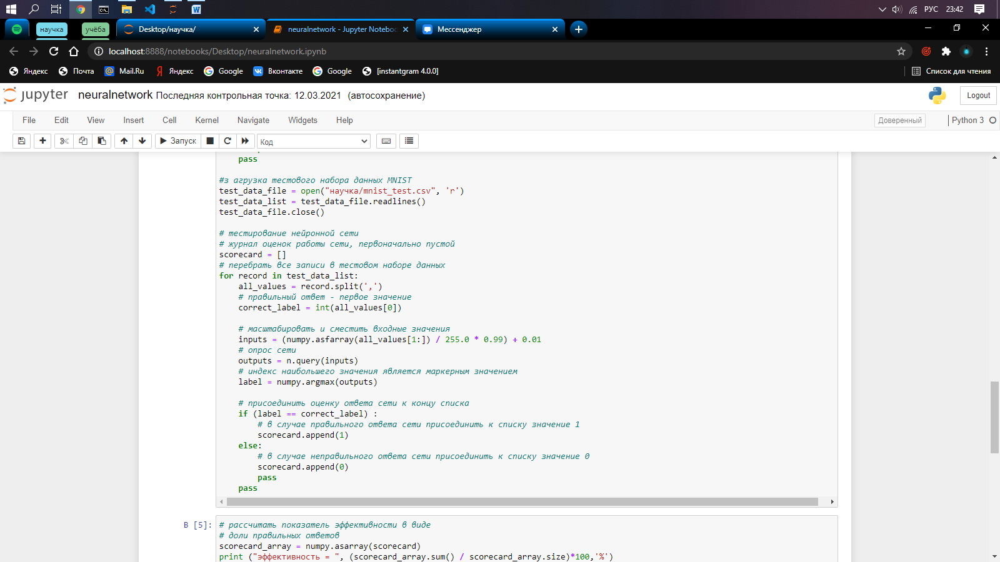 РУС 23:42
научка учёба Desktop/научка/ neuralnetwork - Jupyter Noteboo Мессенджер
localhost:8888/notebooks/Desktop/neuralnetwork.ipynb
Яндекс Почта Mail.Ru Яндекс Google Вконтакте Google [instantgram 4.0.0] Список для чтения
jupyter neuralnetwork Последняя контрольная точка: 12.03.2021 (автосохранение) Logout
File Edit View Insert Cell Kernel Navigate Widgets Help Доверенный Python 3
Запуск Код
pass
#з агрузка тестового набора данных MNIST
test_data_file = open("научка/mnist_test.csv", 'r')
test_data_list = test_data_file.readlines()
test_data_file.close()
# тестирование нейронной сети
# журнал оценок работы сети, первоначально пустой
scorecard = []
# перебрать все записи в тестовом наборе данных
for record in test_data_list:
all_values = record.split(',')
# правильный ответ - первое значение
correct_label = int(all_values[0])
# масштабировать и сместить входные значения
inputs = (numpy.asfarray(all_values[1:]) / 255.0 * 0.99) + 0.01
# опрос сети
outputs = n.query(inputs)
# индекс наибольшего значения является маркерным значением
label = numpy.argmax(outputs)
# присоединить оценку ответа сети к концу списка
if (label == correct_label) :
# в случае правильного ответа сети присоединить к списку значение 1
scorecard.append(1)
else:
# в случае неправильного ответа сети присоединить к списку значение 0
scorecard.append(0)
pass
pass
В [5]: # рассчитать показатель эффективности в виде
# доли правильных ответов
scorecard_array = numpy.asarray(scorecard)
print ("эффективность = ", (scorecard_array.sum() / scorecard_array.size)*100,'%')